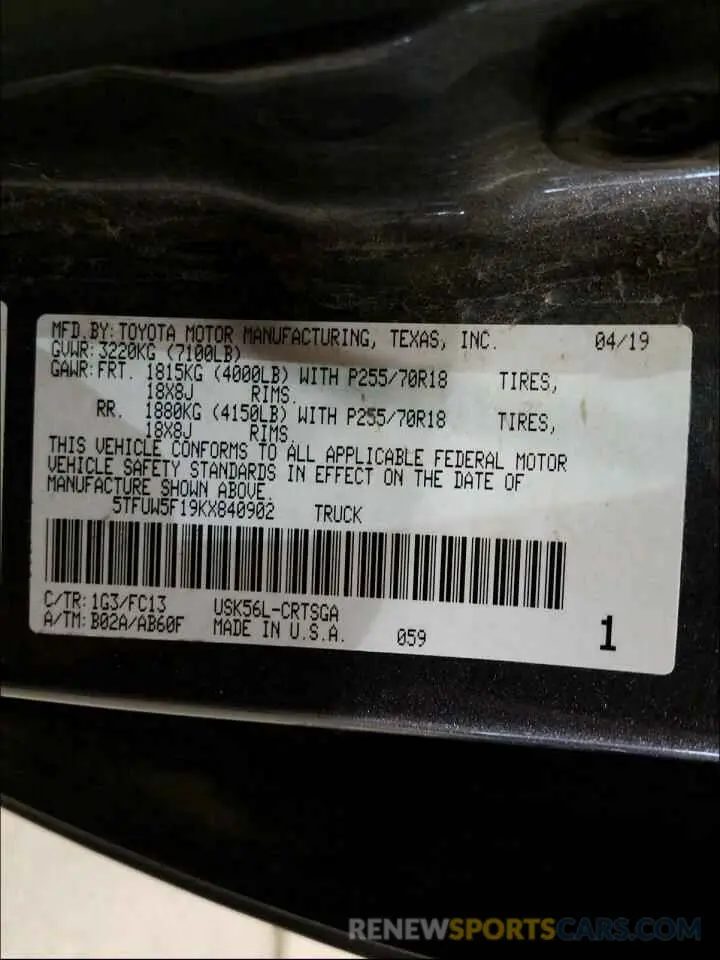 MFD.BY: TOYOTA MOTOR MANUFACTURING, TEXAS, INC. 04/19
GVWR: 3220KG (7100LB)
GAWR: FRT. 1815KG (4000LB) WITH P255/70R18 TIRES,
18X8J RIMS.
RR. 1880KG (4150LB) WITH P255/70R18 TIRES,
18X8J RIMS.
THIS VEHICLE CONFORMS TO ALL APPLICABLE FEDERAL MOTOR
VEHICLE SAFETY STANDARDS IN EFFECT ON THE DATE OF
MANUFACTURE SHOWN ABOVE.
5TFUW5F19KX840902 TRUCK
C/TR: 1G3/FC13 USK56L-CRTSGA
A/TM: B02A/AB60F MADE IN U.S.A. 059 1
RENEWSPORTSCARS.COM